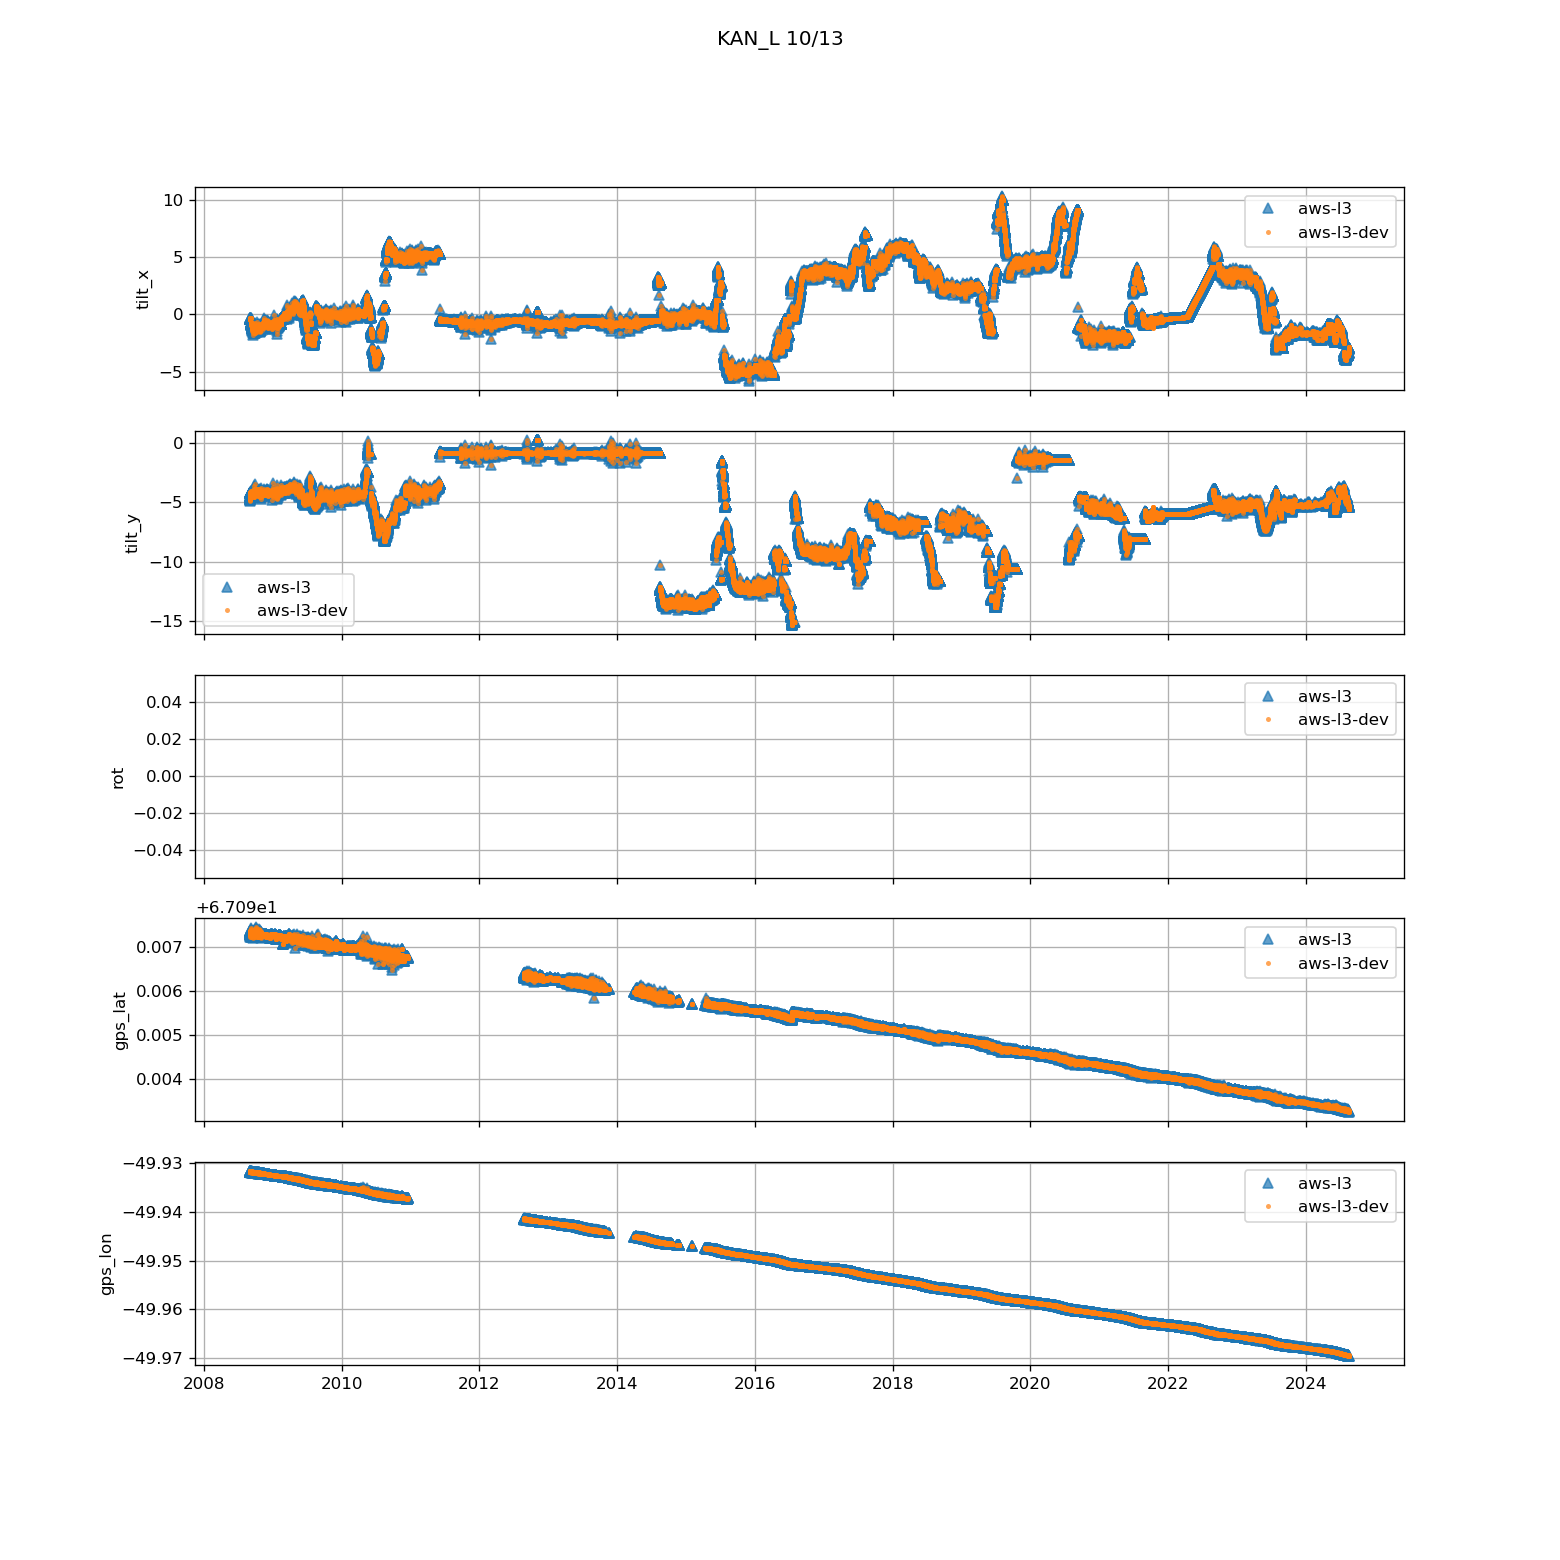 KAN_L 10/13
10
5
0
−5
tilt_x
aws-l3
aws-l3-dev
0
−5
−10
−15
tilt_y
aws-l3
aws-l3-dev
0.04
0.02
0.00
−0.02
−0.04
rot
aws-l3
aws-l3-dev
+6.709e1
0.007
0.006
0.005
0.004
gps_lat
aws-l3
aws-l3-dev
−49.93
−49.94
−49.95
−49.96
−49.97
gps_lon
aws-l3
aws-l3-dev
2008 2010 2012 2014 2016 2018 2020 2022 2024